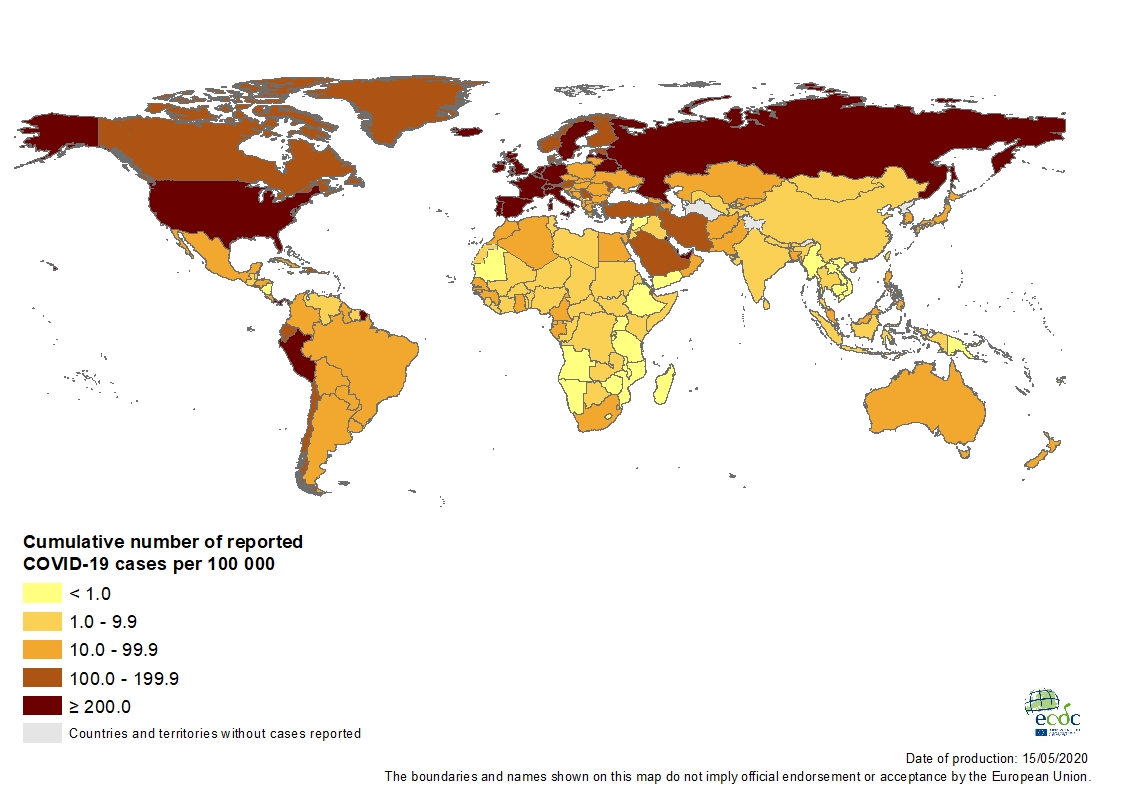 Cumulative number of reported
COVID-19 cases per 100 000
< 1.0
1.0 - 9.9
10.0 - 99.9
100.0 - 199.9
≥ 200.0
Countries and territories without cases reported
ecdc
Date of production: 15/05/2020
The boundaries and names shown on this map do not imply official endorsement or acceptance by the European Union.